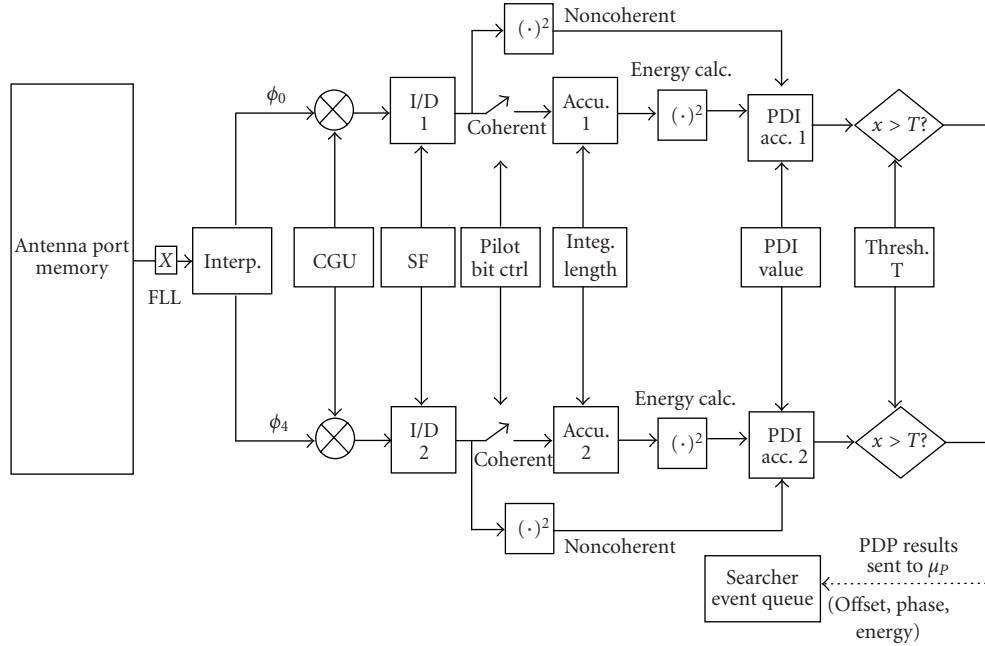 (·)²
Noncoherent
Energy calc.
ϕ₀
I/D
1
Coherent
Accu.
1
(·)²
PDI
acc. 1
x > T?
Antenna port
memory
X
FLL
Interp.
CGU
SF
Pilot
bit ctrl
Integ.
length
PDI
value
Thresh.
T
Energy calc.
ϕ₄
I/D
2
Coherent
Accu.
2
(·)²
PDI
acc. 2
x > T?
(·)²
Noncoherent
PDP results
sent to μP
Searcher
event queue
(Offset, phase,
energy)